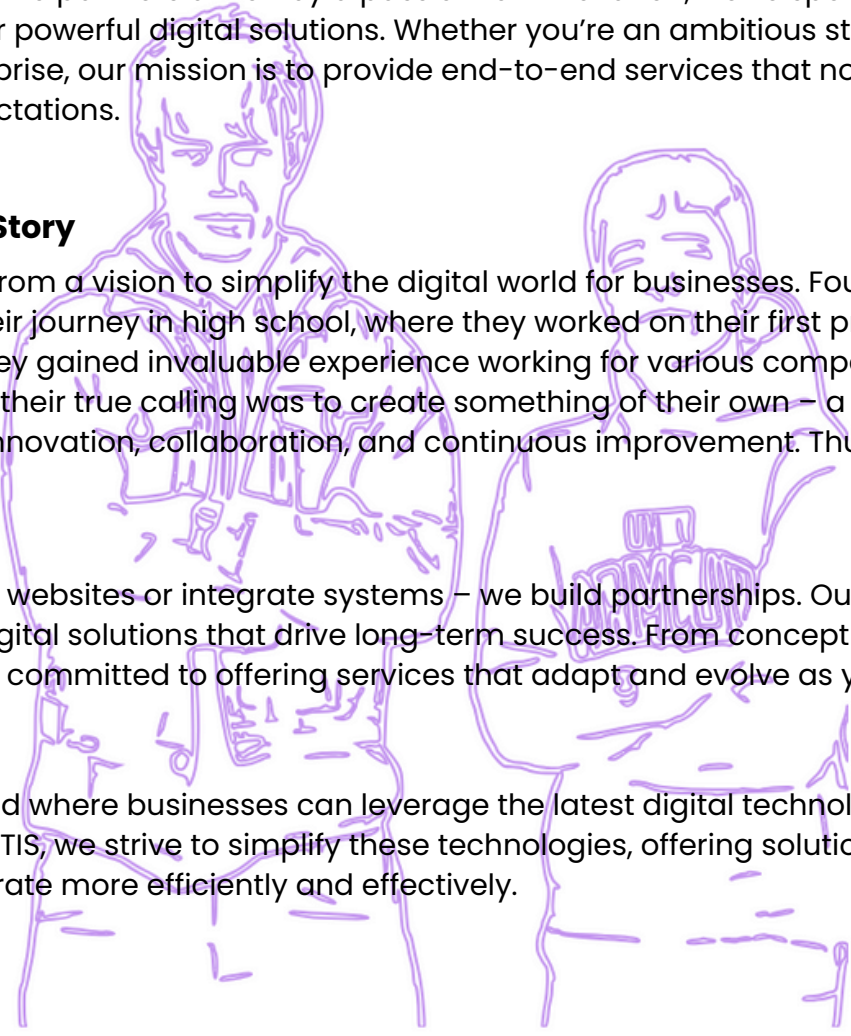 r powerful digital solutions. Whether you’re an ambitious st
prise, our mission is to provide end-to-end services that no
ctations.
Story
rom a vision to simplify the digital world for businesses. Fou
eir journey in high school, where they worked on their first p
ey gained invaluable experience working for various comp
their true calling was to create something of their own – a
nnovation, collaboration, and continuous improvement. Thu
websites or integrate systems – we build partnerships. Ou
gital solutions that drive long-term success. From concept
committed to offering services that adapt and evolve as y
d where businesses can leverage the latest digital technol
TIS, we strive to simplify these technologies, offering soluti
rate more efficiently and effectively.